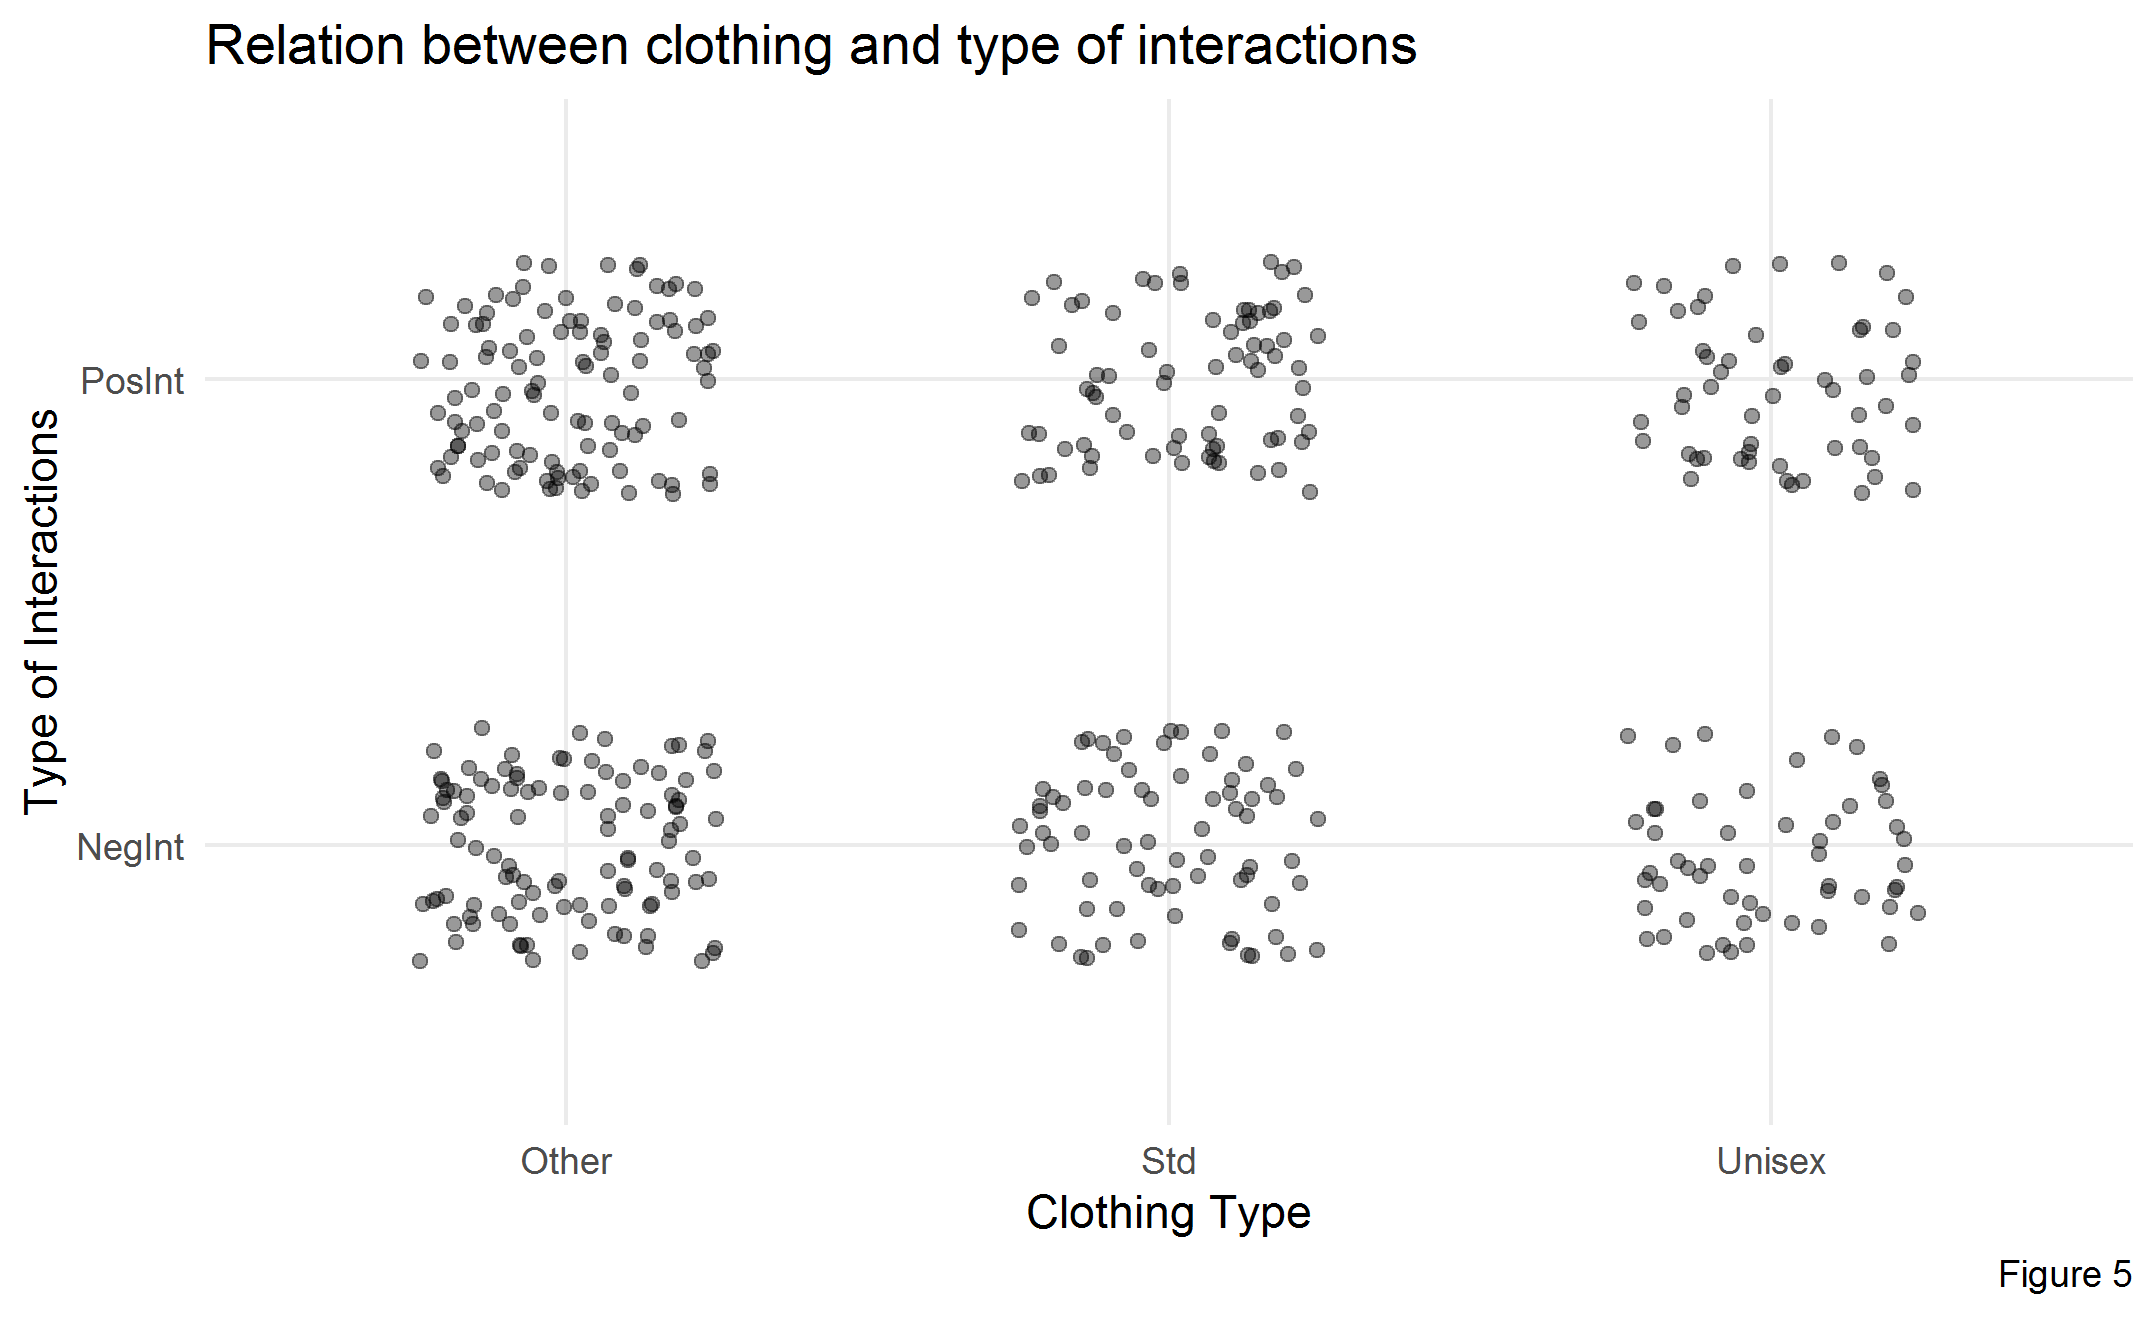 Relation between clothing and type of interactions
Type of Interactions
PosInt
NegInt
Other
Std
Unisex
Clothing Type
Figure 5